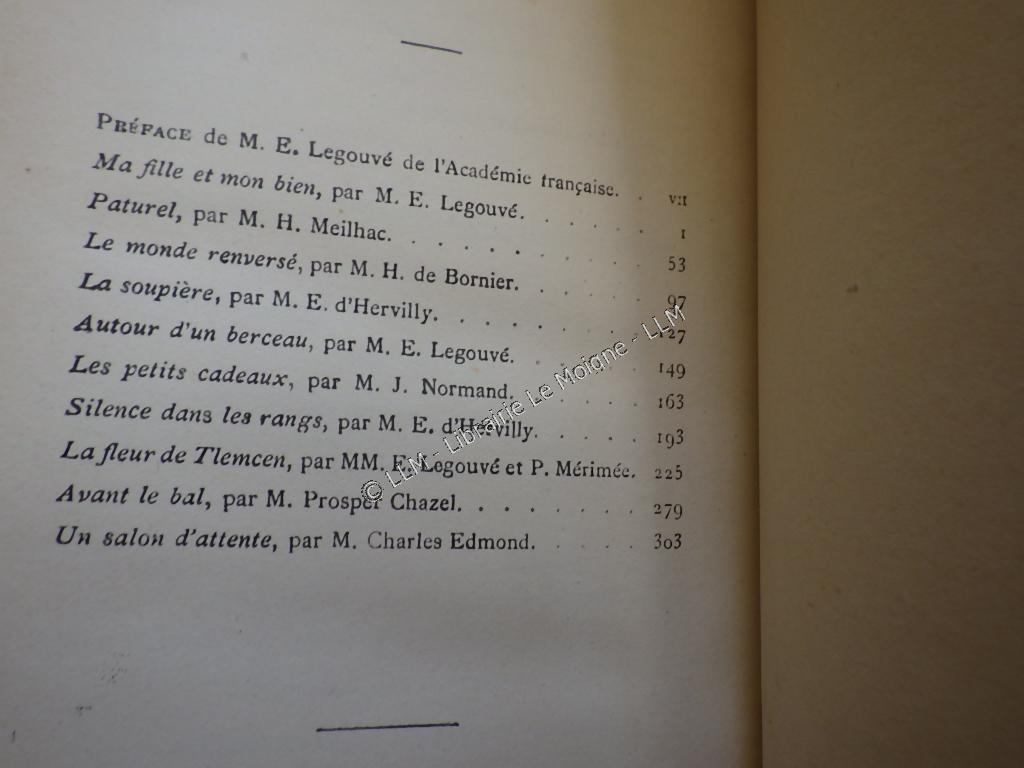 PRÉFACE de M. E. Legouvé de l'Académie française. . VII
Ma fille et mon bien, par M. E. Legouvé. . . . . . 1
Paturel, par M. H. Meilhac. . . . . . . . . . 53
Le monde renversé, par M. H. de Bornier. . . . . . 97
La soupière, par M. E. d'Hervilly. . . . . . . . . 127
Autour d'un berceau, par M. E. Legouvé. . . . . . 149
Les petits cadeaux, par M. J. Normand. . . . . . 163
Silence dans les rangs, par M. E. d'Hervilly. . . . . 193
La fleur de Tlemcen, par MM. E. Legouvé et P. Mérimée. 225
Avant le bal, par M. Prosper Chazel. . . . . . . 279
Un salon d'attente, par M. Charles Edmond. . . . . 303
© LLM - Librairie Le Moigne - LLM